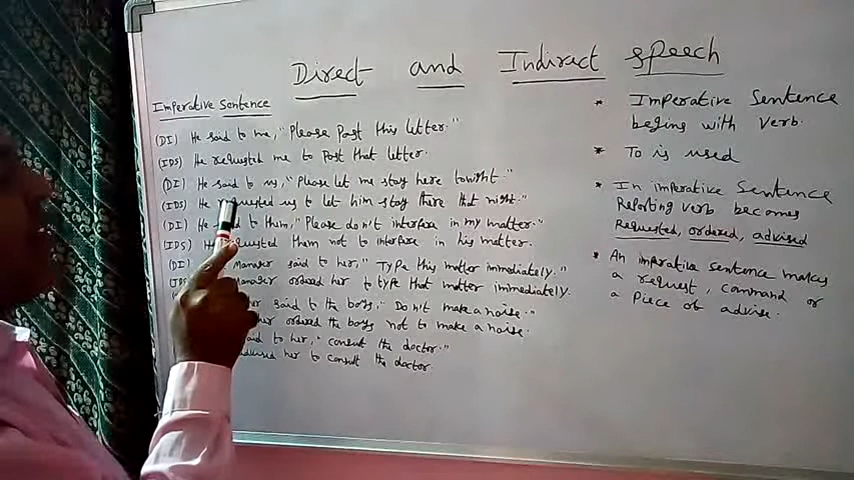 Direct and Indirect speech
Imperative Sentence
(DI) He said to me, "Please Post this letter."
(IDS) He requested me to Post that letter.
(DI) He said to us, "Please let me stay here tonight."
(IDS) He requested us to let him stay there that night."
(DI) He to them, "Please don't interfere in my matter."
(IDS) He requested them not to interfere in his matter.
(DI) Manager said to her, "Type this matter immediately."
(IDS) Manager ordered her to type that matter immediately.
said to the boys, "Don't make a noise."
ordered the boys not to make a noise.
to her, "consult the doctor."
advised her to consult the doctor.
* Imperative Sentence
begins with Verb.
* To is used
* In imperative Sentence
Reporting verb becomes
Requested, ordered, advised
* An imperative sentence makes
a request, command or
a Piece of advise.